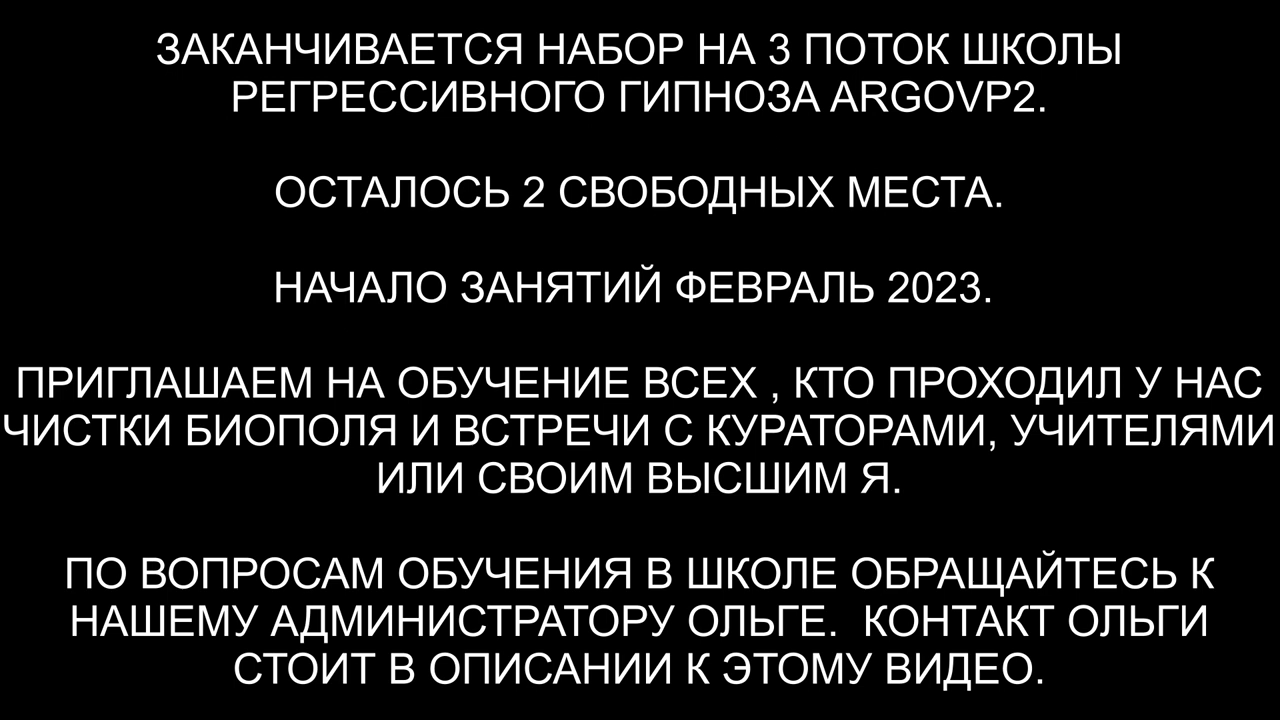 ЗАКАНЧИВАЕТСЯ НАБОР НА 3 ПОТОК ШКОЛЫ
РЕГРЕССИВНОГО ГИПНОЗА ARGOVP2.
ОСТАЛОСЬ 2 СВОБОДНЫХ МЕСТА.
НАЧАЛО ЗАНЯТИЙ ФЕВРАЛЬ 2023.
ПРИГЛАШАЕМ НА ОБУЧЕНИЕ ВСЕХ , КТО ПРОХОДИЛ У НАС
ЧИСТКИ БИОПОЛЯ И ВСТРЕЧИ С КУРАТОРАМИ, УЧИТЕЛЯМИ
ИЛИ СВОИМ ВЫСШИМ Я.
ПО ВОПРОСАМ ОБУЧЕНИЯ В ШКОЛЕ ОБРАЩАЙТЕСЬ К
НАШЕМУ АДМИНИСТРАТОРУ ОЛЬГЕ.  КОНТАКТ ОЛЬГИ
СТОИТ В ОПИСАНИИ К ЭТОМУ ВИДЕО.